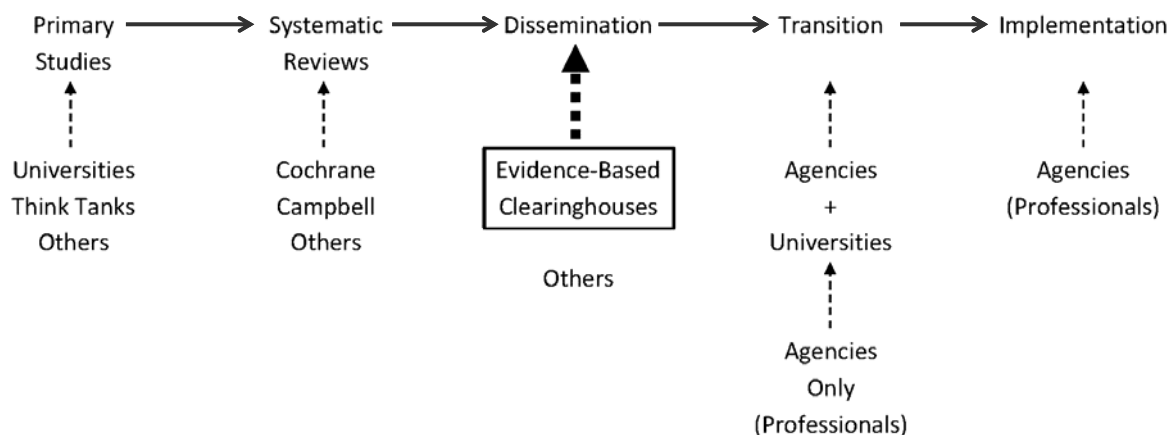 Primary
Studies
Systematic
Reviews
Dissemination
Transition
Implementation
Universities
Think Tanks
Others
Cochrane
Campbell
Others
Evidence-Based
Clearinghouses
Others
Agencies
+
Universities
Agencies
Only
(Professionals)
Agencies
(Professionals)